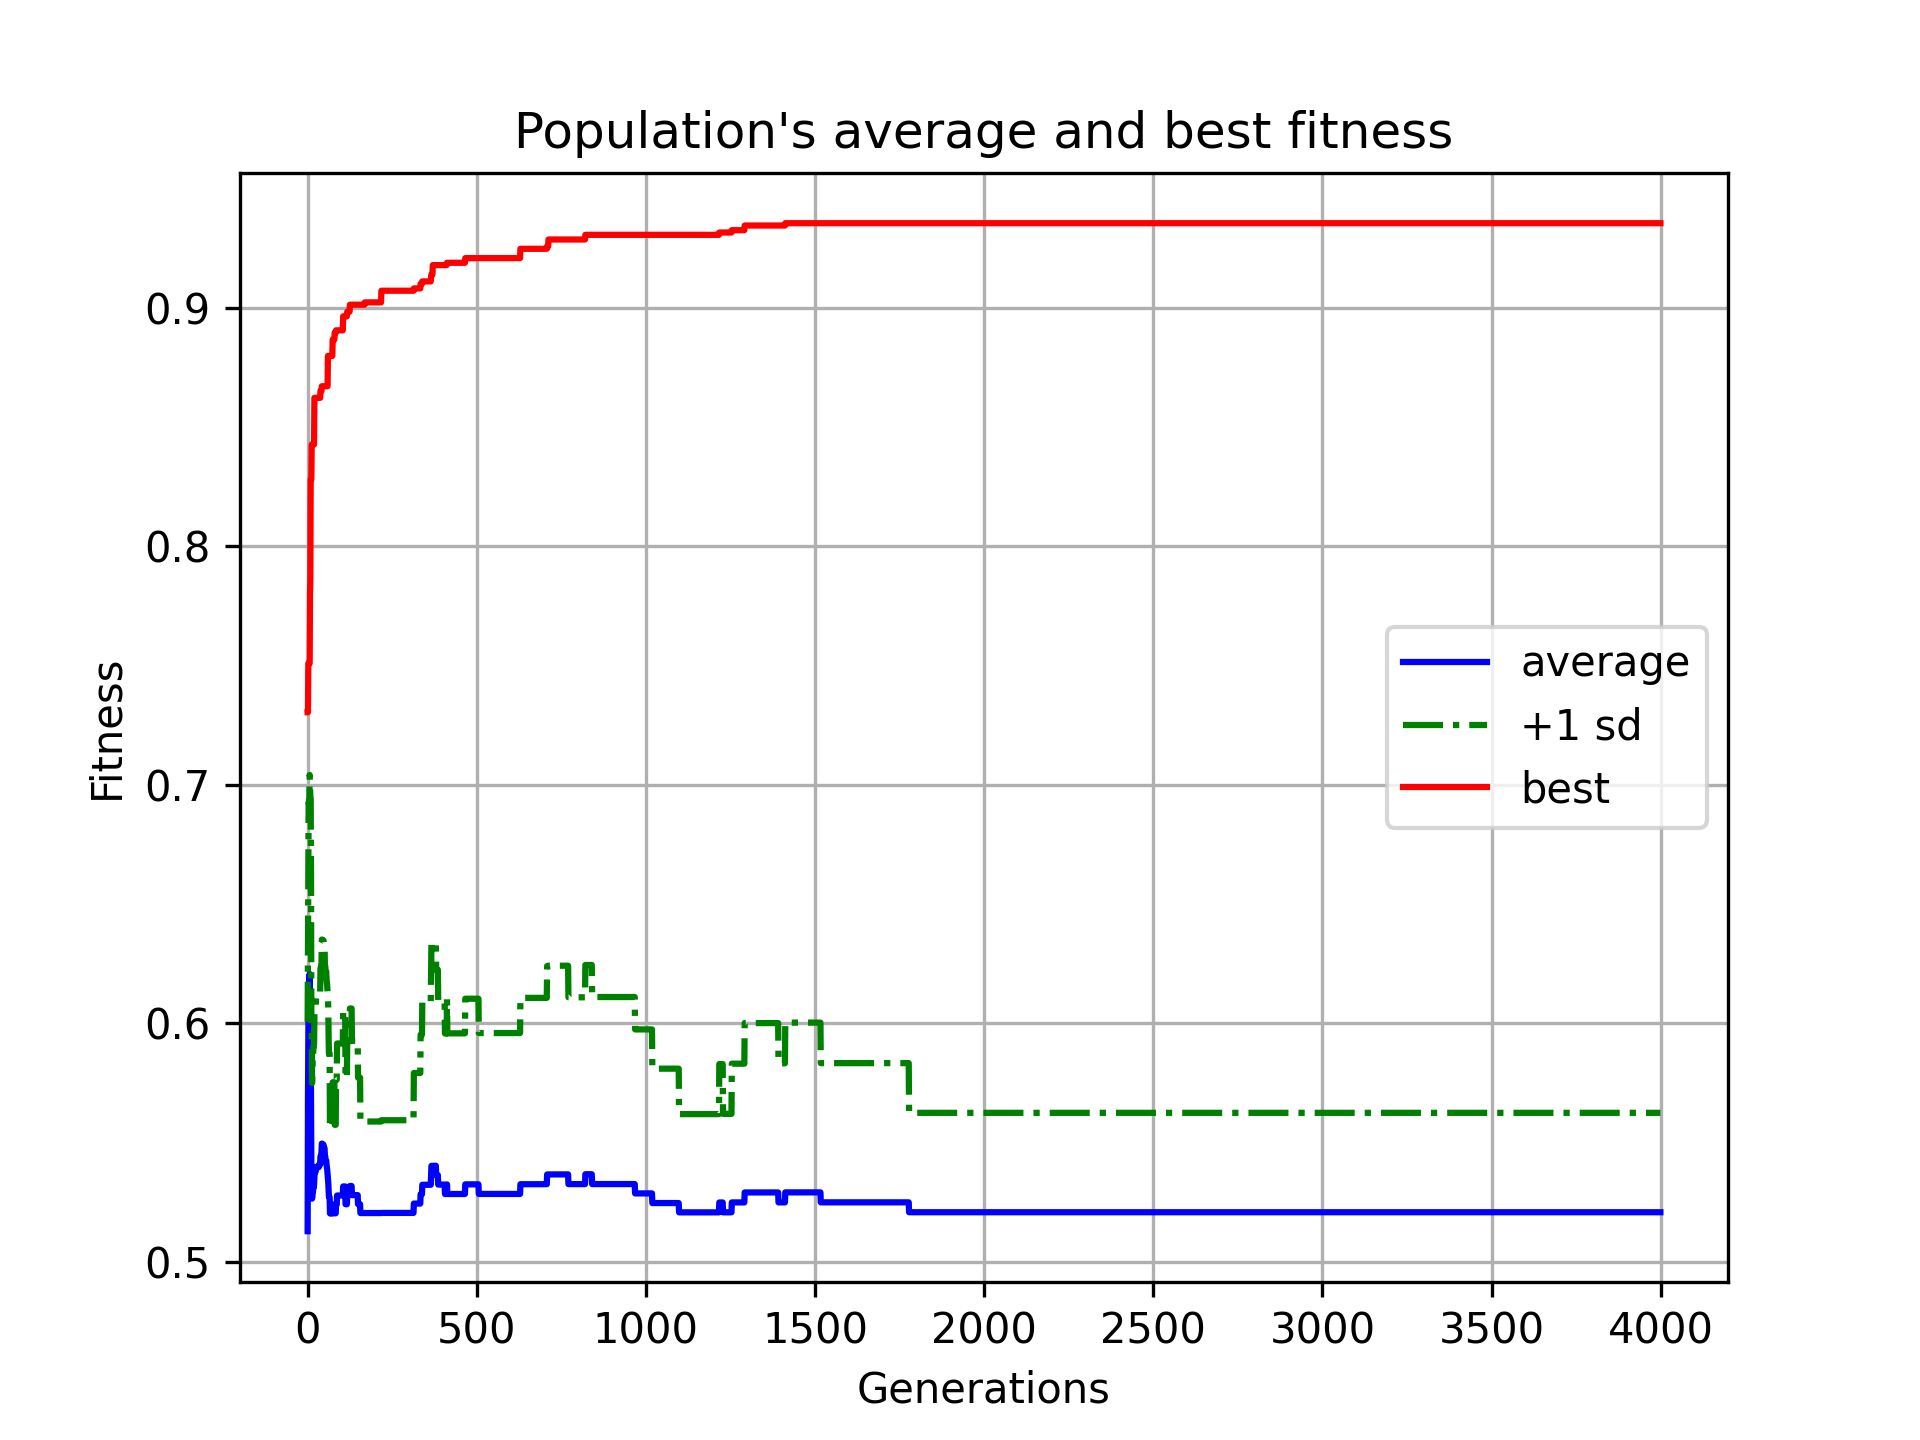 Population's average and best fitness
Fitness
0.9
0.8
0.7
0.6
0.5
average
+1 sd
best
0 500 1000 1500 2000 2500 3000 3500 4000
Generations